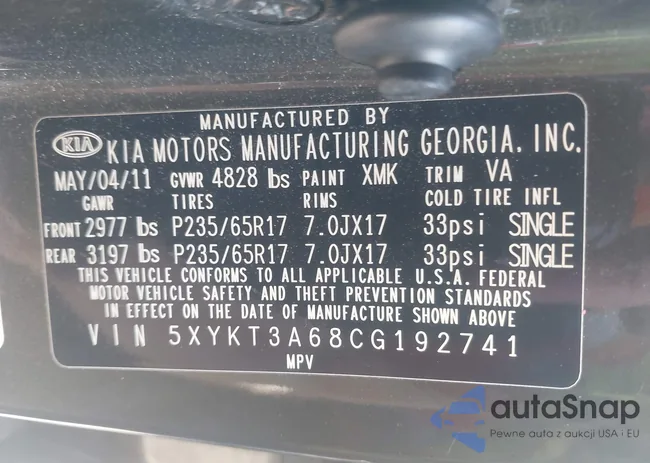 MANUFACTURED BY
KIA KIA MOTORS MANUFACTURING GEORGIA, INC.
MAY/04/11 GVWR 4828 lbs PAINT XMK TRIM VA
GAWR TIRES RIMS COLD TIRE INFL
FRONT 2977 lbs P235/65R17 7.0JX17 33psi SINGLE
REAR 3197 lbs P235/65R17 7.0JX17 33psi SINGLE
THIS VEHICLE CONFORMS TO ALL APPLICABLE U.S.A. FEDERAL
MOTOR VEHICLE SAFETY AND THEFT PREVENTION STANDARDS
IN EFFECT ON THE DATE OF MANUFACTURE SHOWN ABOVE
VIN 5XYKT3A68CG192741
MPV
autaSnap
Pewne auta z aukcji USA i EU